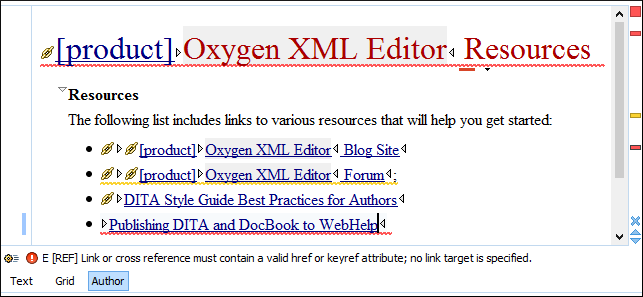 [product] Oxygen XML Editor Resources
Resources
The following list includes links to various resources that will help you get started:
[product] Oxygen XML Editor Blog Site
[product] Oxygen XML Editor Forum :
DITA Style Guide Best Practices for Authors
Publishing DITA and DocBook to WebHelp
E [REF] Link or cross reference must contain a valid href or keyref attribute; no link target is specified.
Text Grid Author